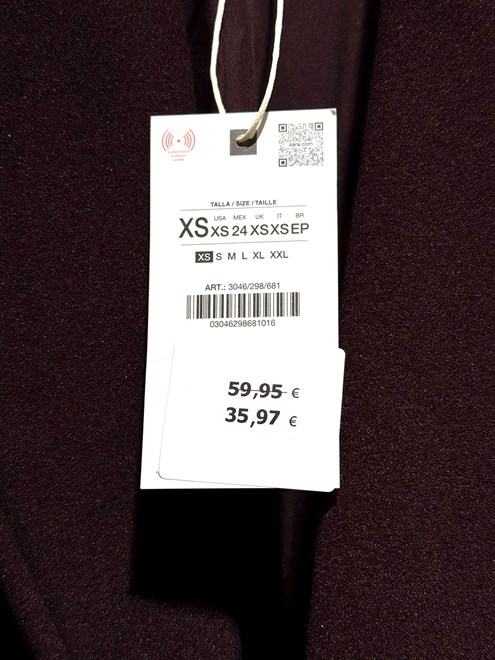 zara.com
TALLA / SIZE / TAILLE
USA MEX UK IT BR
XS XS 24 XS XS EP
XS S M L XL XXL
ART.: 3046/298/681
03046298681016
59,95 €
35,97 €